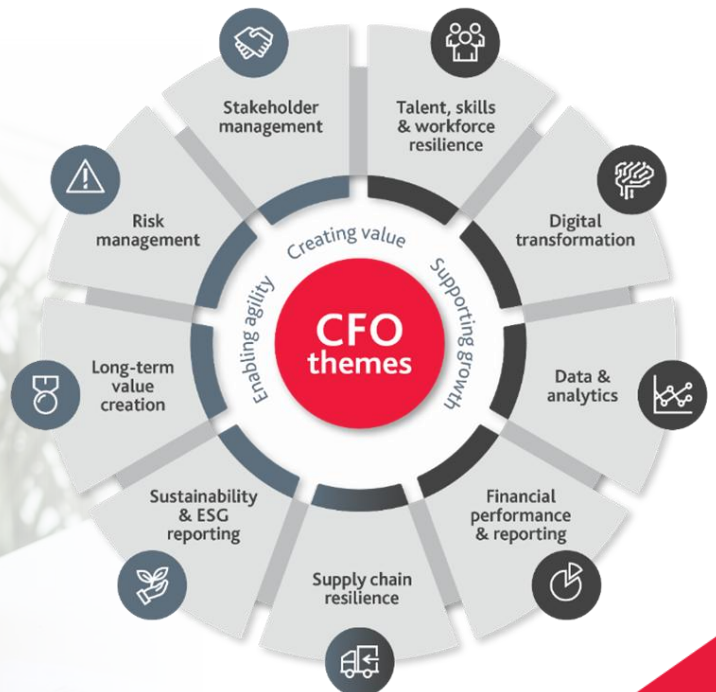 CFO
themes
Enabling agility
Creating value
Supporting growth
Talent, skills
& workforce
resilience
Digital
transformation
Data &
analytics
Financial
performance
& reporting
Supply chain
resilience
Sustainability
& ESG
reporting
Long-term
value
creation
Risk
management
Stakeholder
management